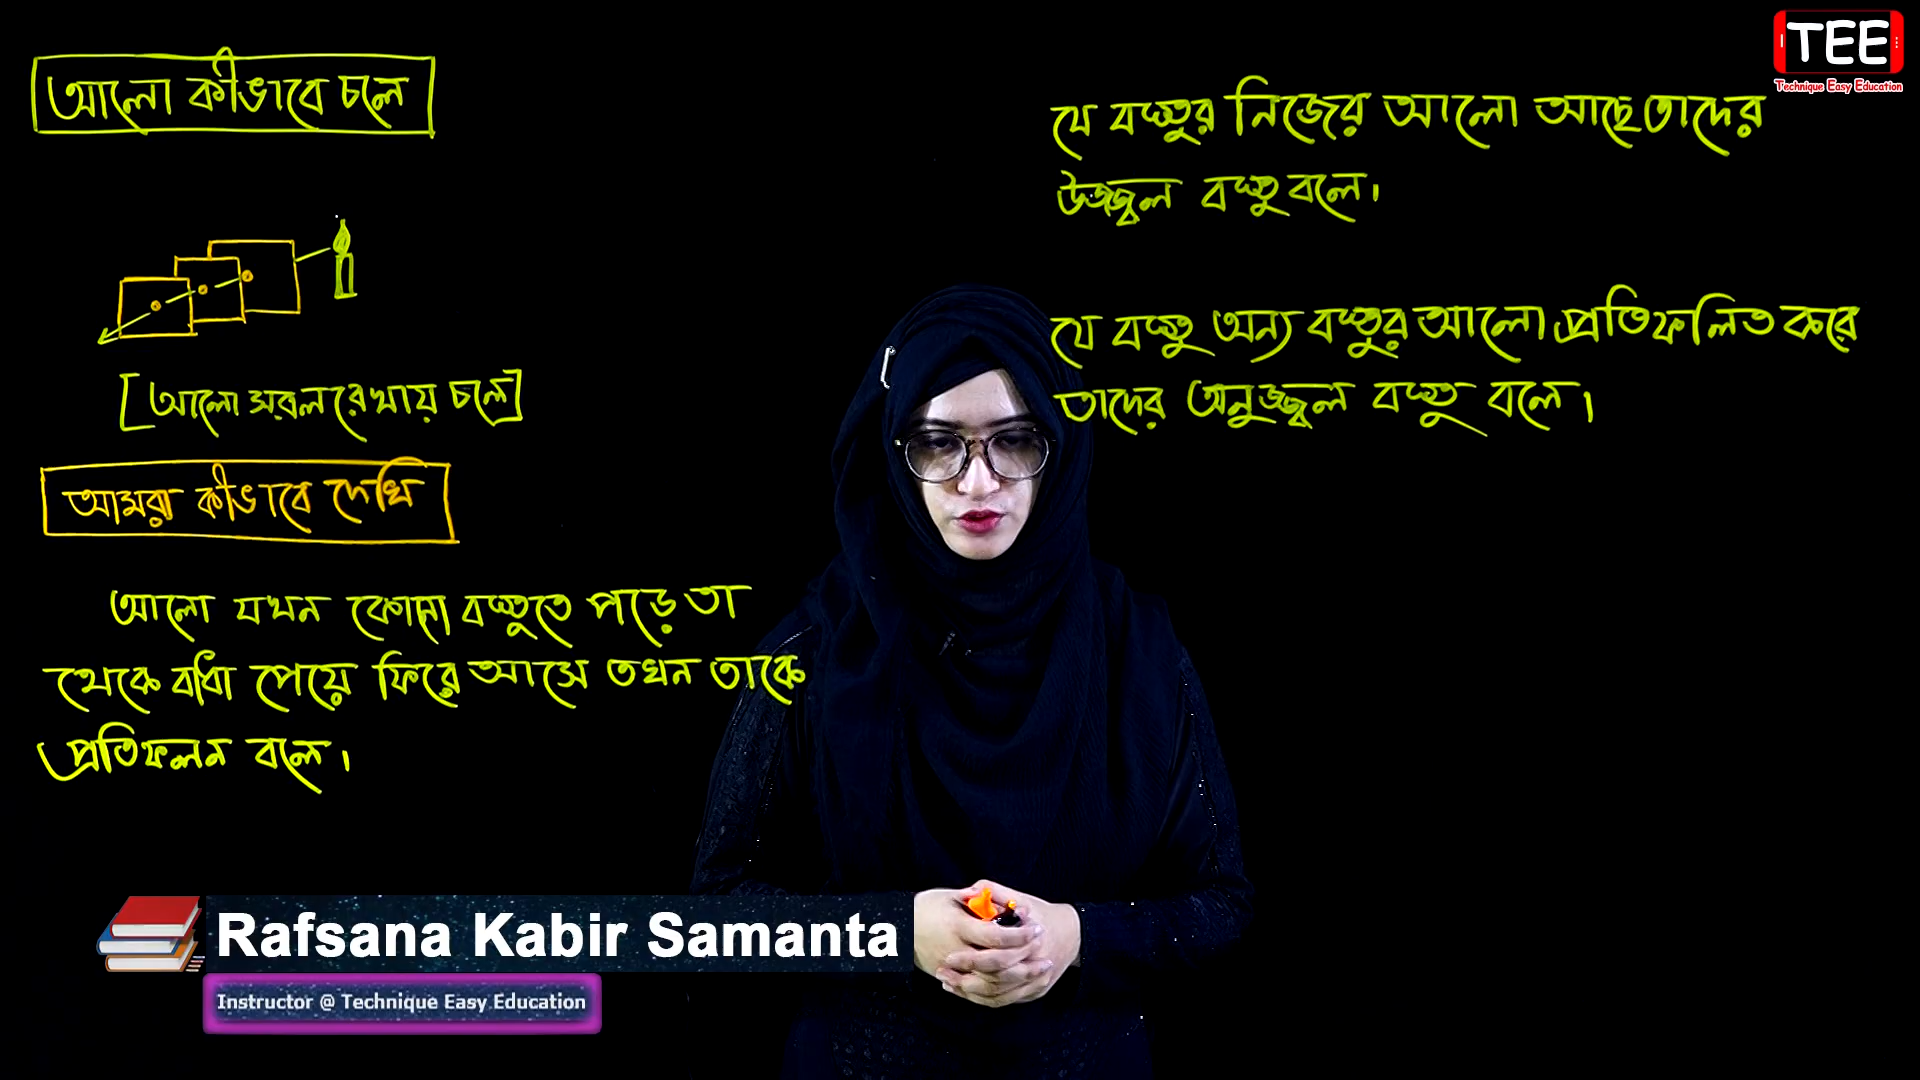 আলো কীভাবে চলে
[আলো সরল রেখায় চলে]
আমরা কীভাবে দেখি
আলো যখন কোনো বস্তুতে পড়ে তা
থেকে বাধা পেয়ে ফিরে আসে তখন তাকে
প্রতিফলন বলে।
যে বস্তুর নিজের আলো আছে তাদের
উজ্জ্বল বস্তু বলে।
যে বস্তু অন্য বস্তুর আলো প্রতিফলিত করে
তাদের অনুজ্জ্বল বস্তু বলে।
TEE
Technique Easy Education
Rafsana Kabir Samanta
Instructor @ Technique Easy Education